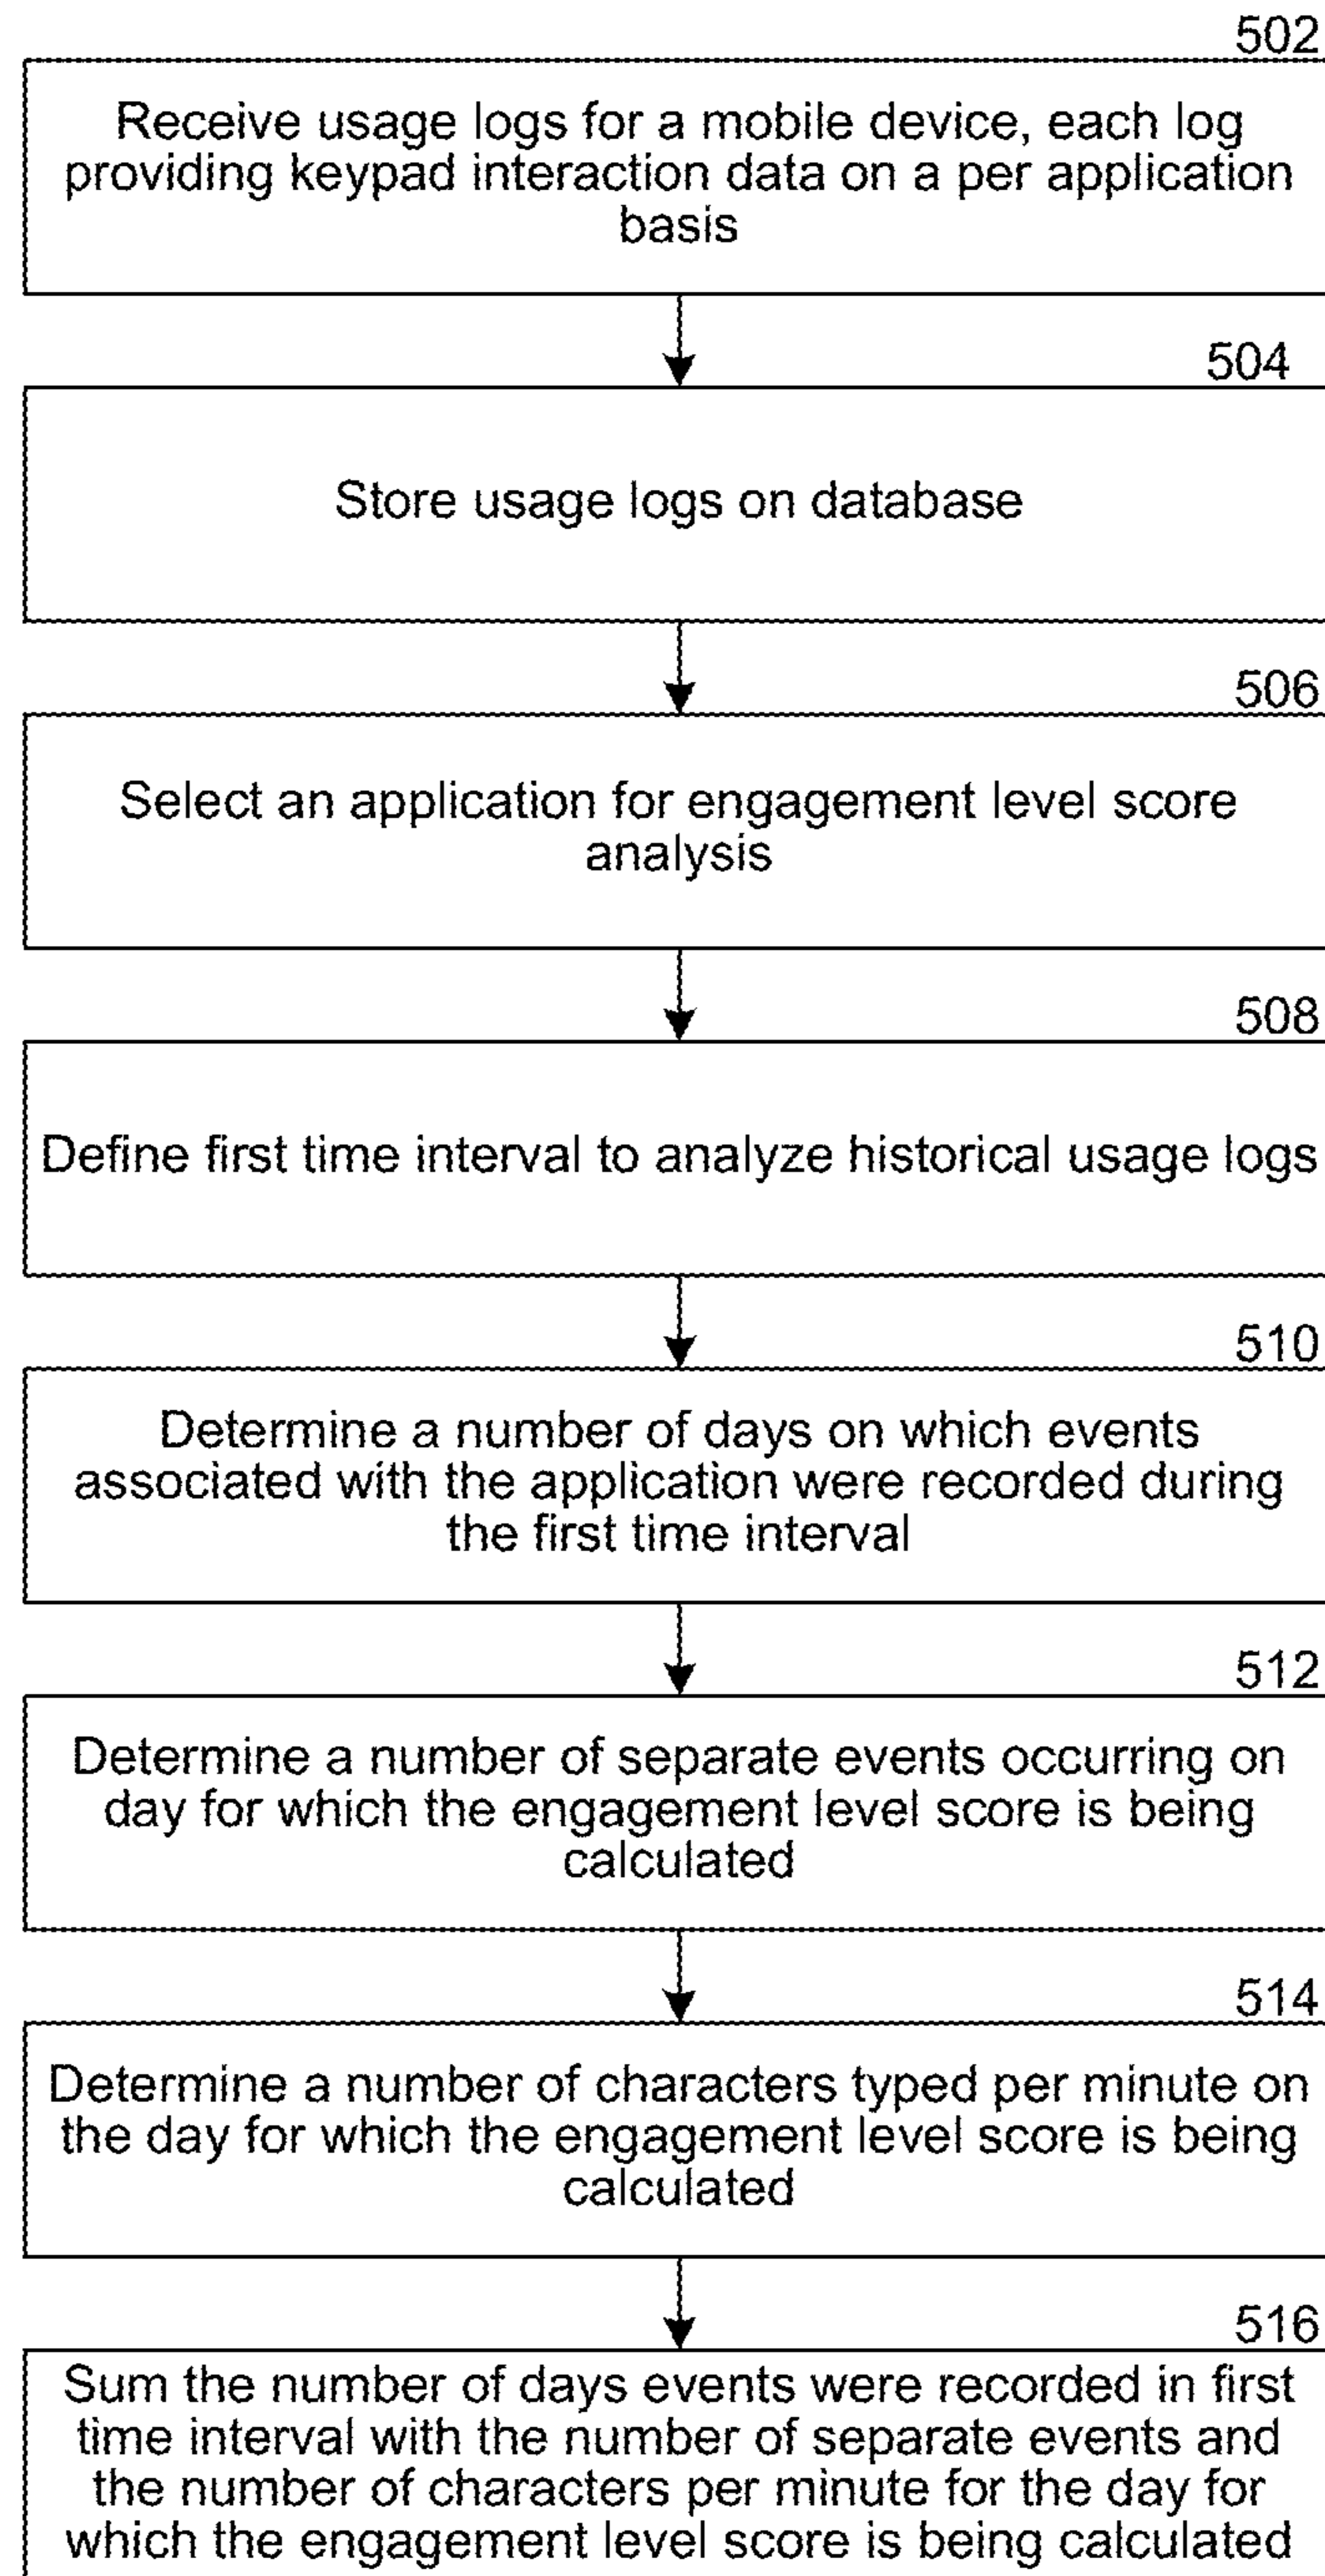 502
Receive usage logs for a mobile device, each log
providing keypad interaction data on a per application
basis
504
Store usage logs on database
506
Select an application for engagement level score
analysis
508
Define first time interval to analyze historical usage logs
510
Determine a number of days on which events
associated with the application were recorded during
the first time interval
512
Determine a number of separate events occurring on
day for which the engagement level score is being
calculated
514
Determine a number of characters typed per minute on
the day for which the engagement level score is being
calculated
516
Sum the number of days events were recorded in first
time interval with the number of separate events and
the number of characters per minute for the day for
which the engagement level score is being calculated